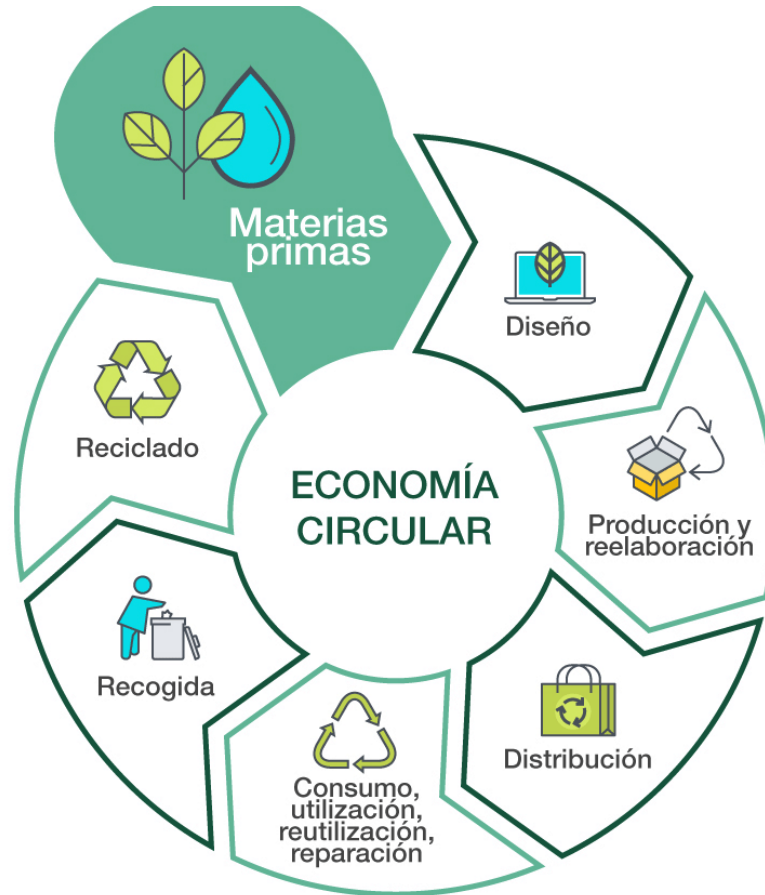 Materias
primas
Diseño
Producción y
reelaboración
Distribución
Consumo,
utilización,
reutilización,
reparación
Recogida
Reciclado
ECONOMÍA
CIRCULAR